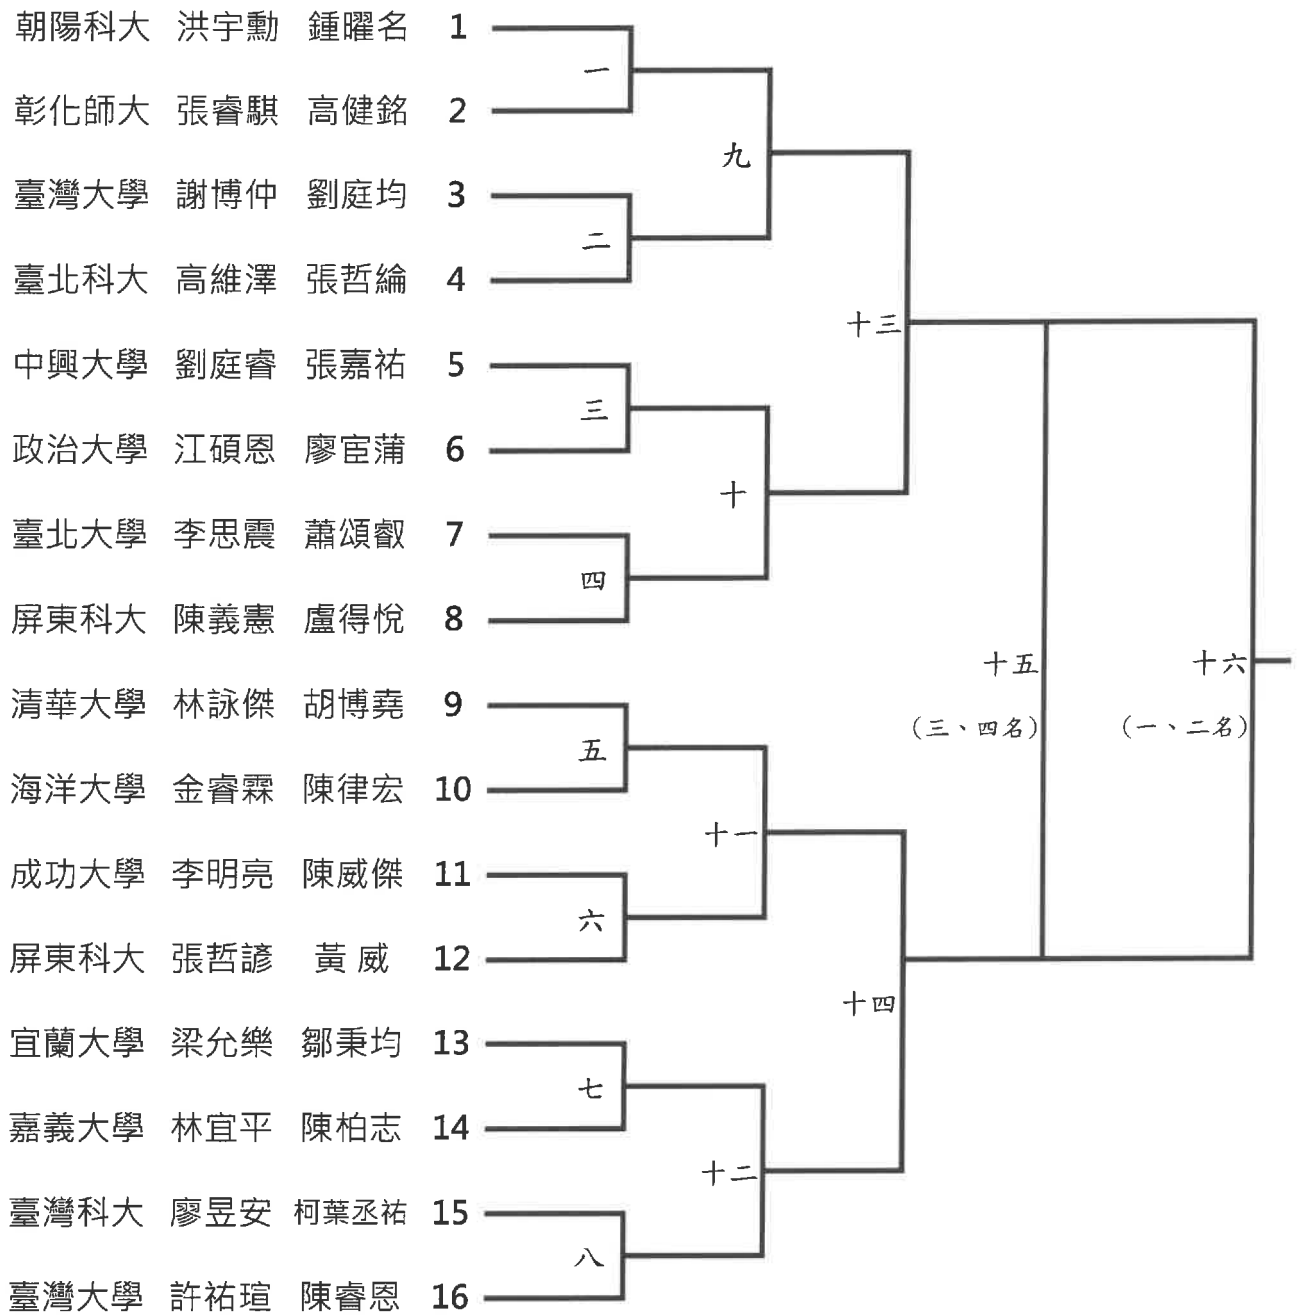 朝陽科大 洪宇勳 鍾曜名 1
一
彰化師大 張睿騏 高健銘 2
九
臺灣大學 謝博仲 劉庭均 3
二
臺北科大 高維澤 張哲綸 4
十三
中興大學 劉庭睿 張嘉祐 5
三
政治大學 江碩恩 廖宦蒲 6
十
臺北大學 李思震 蕭頌叡 7
四
屏東科大 陳義憲 盧得悅 8
十五 十六
(三、四名) (一、二名)
清華大學 林詠傑 胡博堯 9
五
海洋大學 金睿霖 陳律宏 10
十一
成功大學 李明亮 陳威傑 11
六
屏東科大 張哲諺 黃威 12
十四
宜蘭大學 梁允樂 鄒秉均 13
七
嘉義大學 林宜平 陳柏志 14
十二
臺灣科大 廖昱安 柯葉丞祐 15
八
臺灣大學 許祐瑄 陳睿恩 16